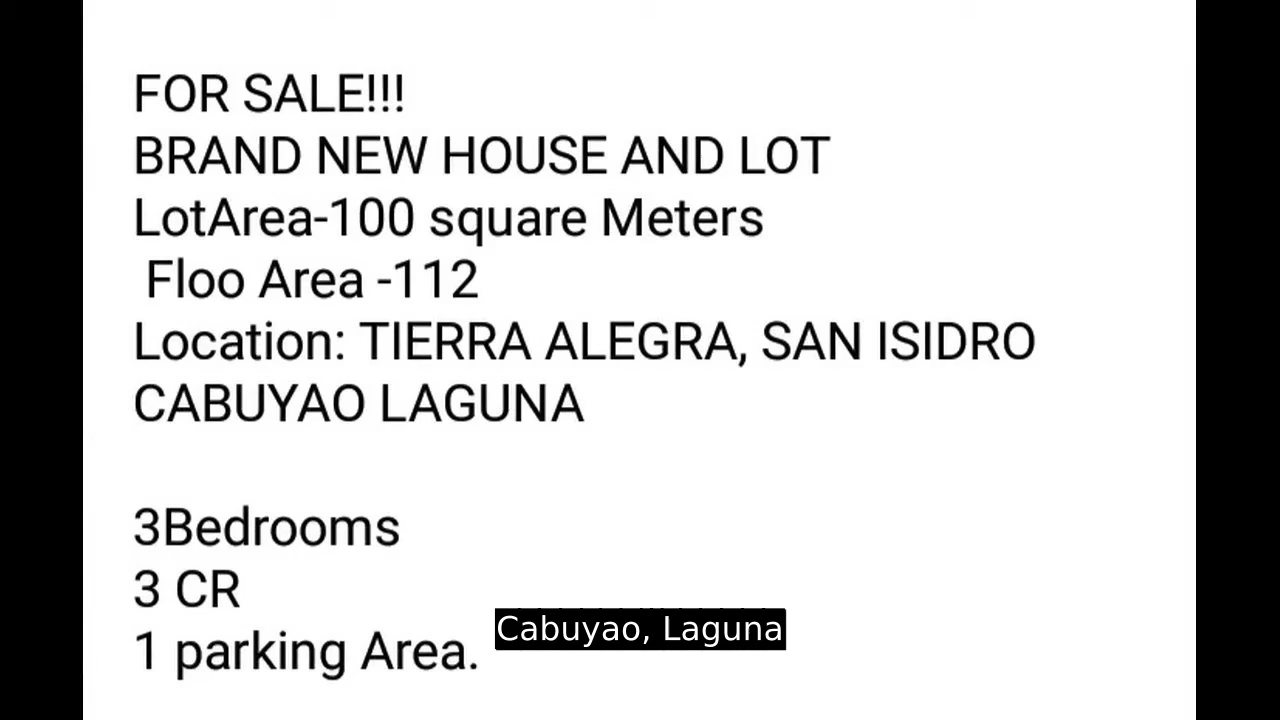 FOR SALE!!!
BRAND NEW HOUSE AND LOT
LotArea-100 square Meters
Floo Area -112
Location: TIERRA ALEGRA, SAN ISIDRO
CABUYAO LAGUNA
3Bedrooms
3 CR
1 parking Area.
Cabuyao, Laguna